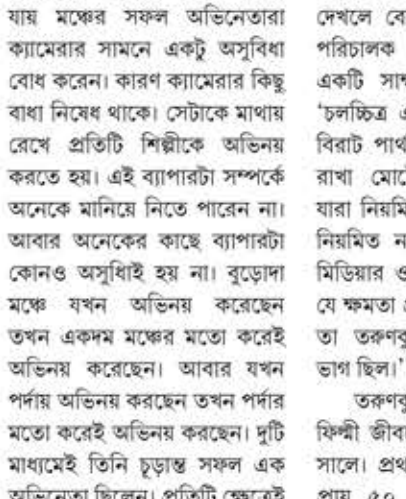 যায় মঞ্চের সফল অভিনেতারা
ক্যামেরার সামনে একটু অসুবিধা
বোধ করেন। কারণ ক্যামেরার কিছু
বাধা নিষেধ থাকে। সেটাকে মাথায়
রেখে প্রতিটি শিল্পীকে অভিনয়
করতে হয়। এই ব্যাপারটা সম্পর্কে
অনেকে মানিয়ে নিতে পারেন না।
আবার অনেকের কাছে ব্যাপারটা
কোনও অসুবিধাই হয় না। বুড়োদা
মঞ্চে যখন অভিনয় করেছেন
তখন একদম মঞ্চের মতো করেই
অভিনয় করেছেন। আবার যখন
পর্দায় অভিনয় করছেন তখন পর্দার
মতো করেই অভিনয় করছেন। দুটি
মাধ্যমেই তিনি চূড়ান্ত সফল এক
অভিনেতা ছিলেন। প্রতিটি ক্ষেত্রেই
দেখলে
পরিচালক
একটি
'চলচ্চিত্র
বিরাট
রাখা
যারা
নিয়মিত
মিডিয়ার
যে ক্ষমতা
তা
ভাগ ছিল।'
ফিল্মী
সালে।
প্রায় ৫০